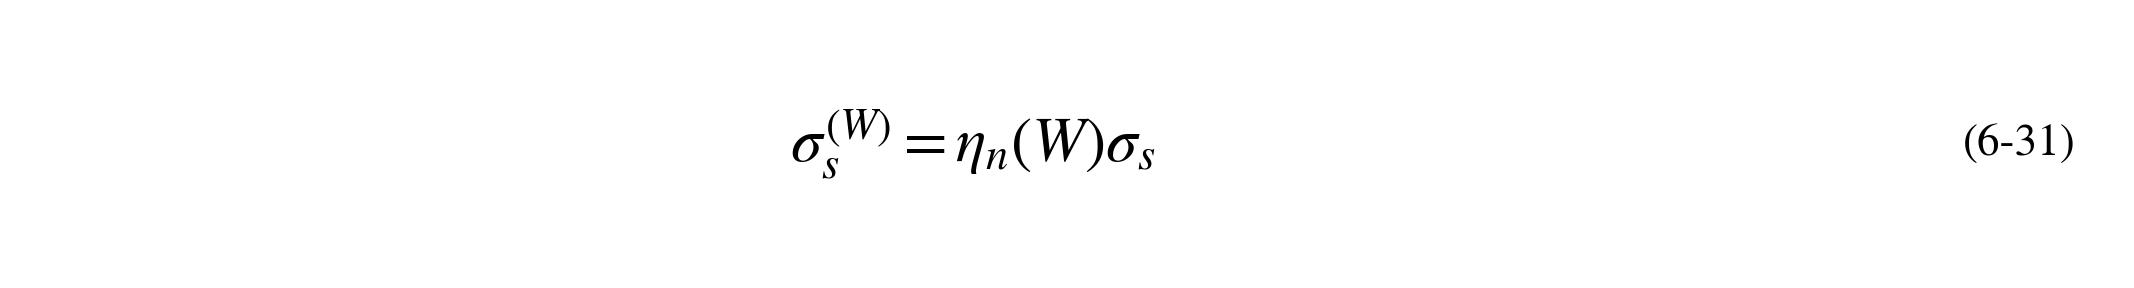 σ_s^{(W)} = η_n(W)σ_s (6-31)